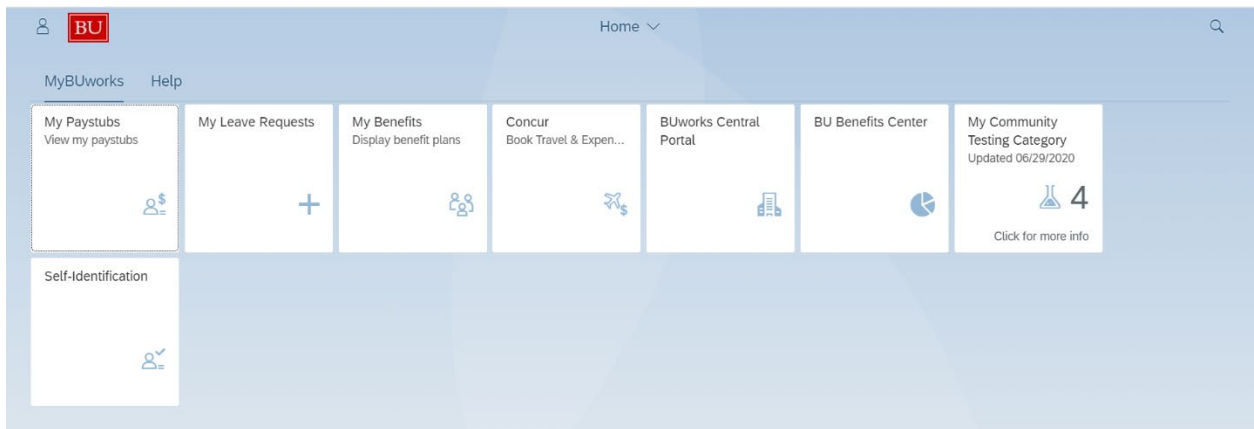 BU
Home
MyBUworks Help
My Paystubs
View my paystubs
My Leave Requests
My Benefits
Display benefit plans
Concur
Book Travel & Expen...
BUworks Central
Portal
BU Benefits Center
My Community
Testing Category
Updated 06/29/2020
4
Click for more info
Self-Identification